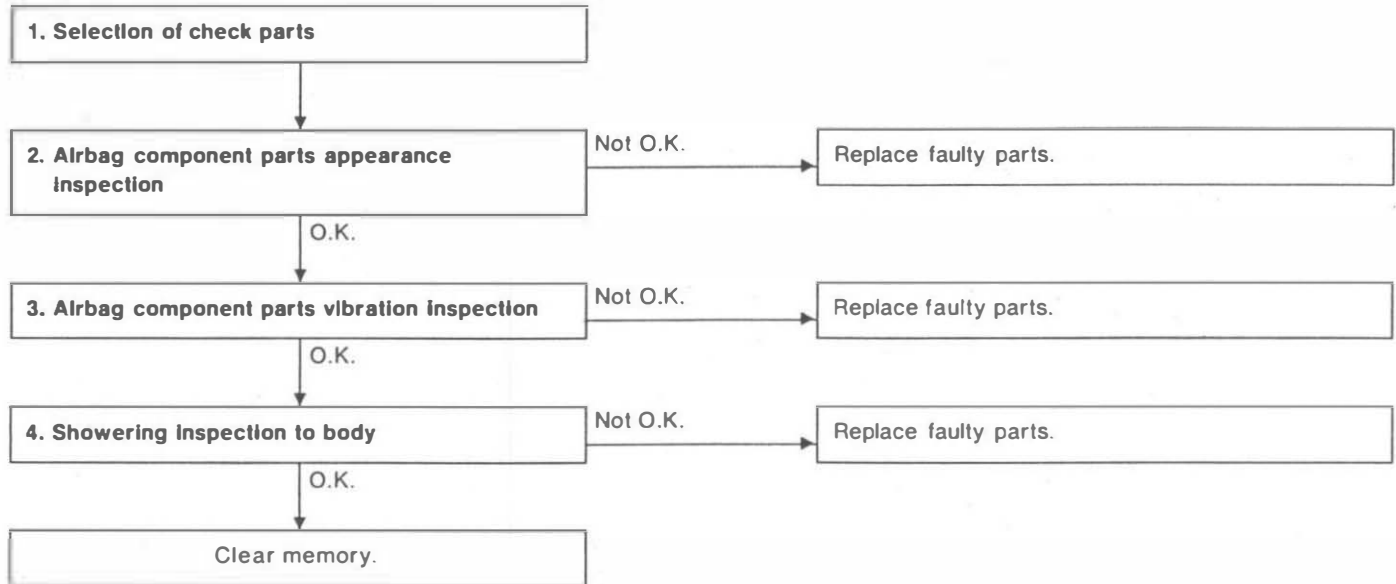 1. Selection of check parts
2. Airbag component parts appearance
inspection
Not O.K.
Replace faulty parts.
O.K.
3. Airbag component parts vibration inspection
Not O.K.
Replace faulty parts.
O.K.
4. Showering inspection to body
Not O.K.
Replace faulty parts.
O.K.
Clear memory.